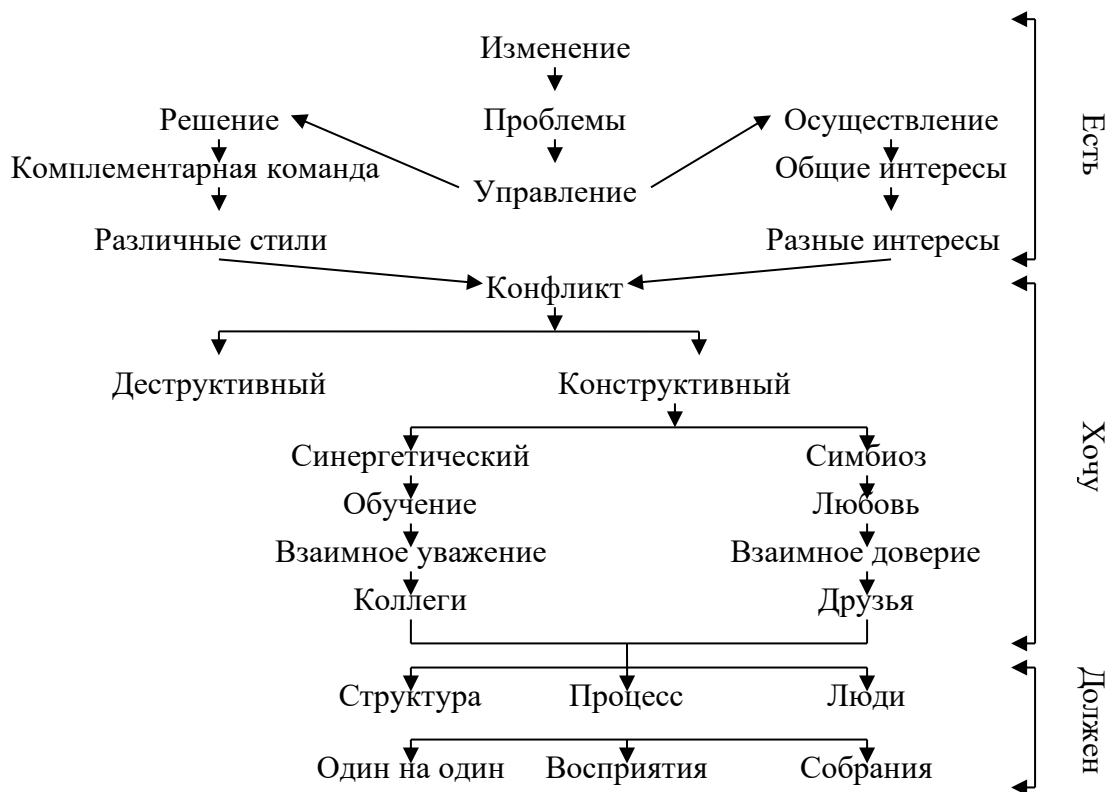 Изменение
Решение
Проблемы
Осуществление
Комплементарная команда
Управление
Общие интересы
Различные стили
Разные интересы
Есть
Конфликт
Деструктивный
Конструктивный
Синергетический
Симбиоз
Обучение
Любовь
Взаимное уважение
Взаимное доверие
Коллеги
Друзья
Хочу
Структура
Процесс
Люди
Один на один
Восприятия
Собрания
Должен